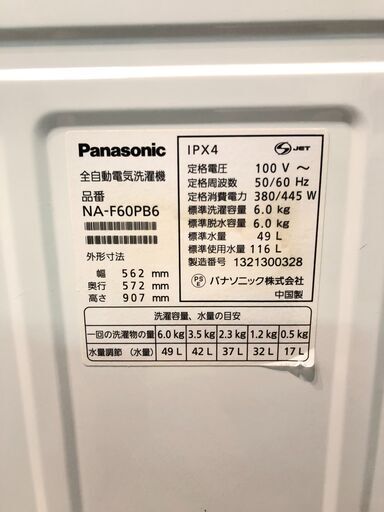 Panasonic
全自動電気洗濯機
品番
NA-F60PB6
外形寸法
幅 562 mm
奥行 572 mm
高さ 907 mm
IPX4
S JET
定格電圧 100 V ～
定格周波数 50/60 Hz
定格消費電力 380/445 W
標準洗濯容量 6.0 kg
標準脱水容量 6.0 kg
標準水量 49 L
標準使用水量 116 L
製造番号 1321300328
PS E パナソニック株式会社
中国製
洗濯容量、水量の目安
一回の洗濯物の量 6.0 kg 3.5 kg 2.3 kg 1.2 kg 0.5 kg
水量調節 (水量) 49 L 42 L 37 L 32 L 17 L